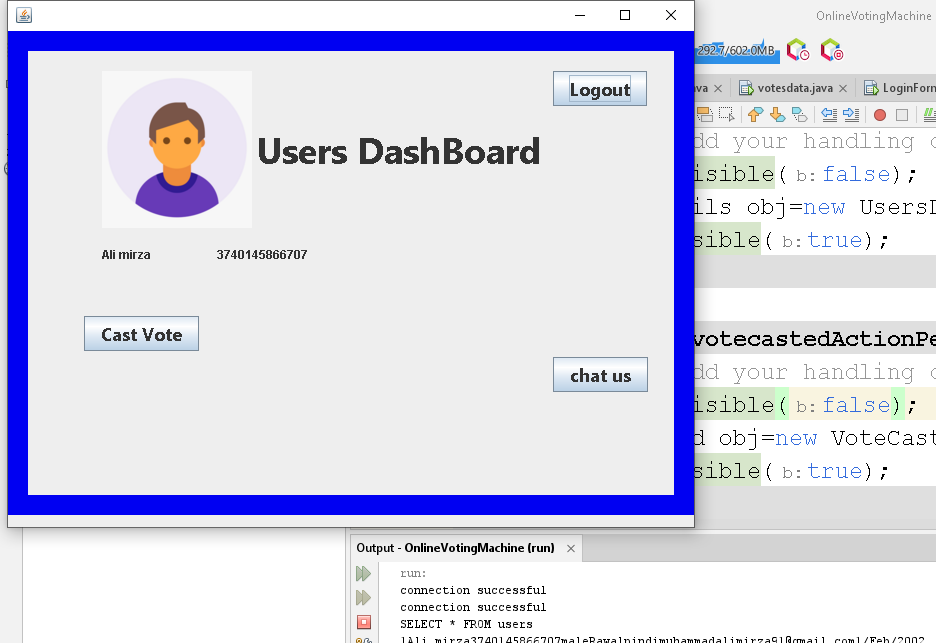 OnlineVotingMachine
292.7/602.0MB
Logout
Users DashBoard
Ali mirza 3740145866707
Cast Vote
chat us
va
votesdata.java
LoginForm
dd your handling
isible( b: false);
ils obj=new UsersD
sible( b: true);
votecastedActionPe
dd your handling
isible( b: false);
d obj=new VoteCast
sible( b: true);
Output - OnlineVotingMachine (run)
run:
connection successful
connection successful
SELECT * FROM users
1Ali mirza3740145866707maleRawalpindimuhammadalimirza91@gmail.com1/Feb/2002